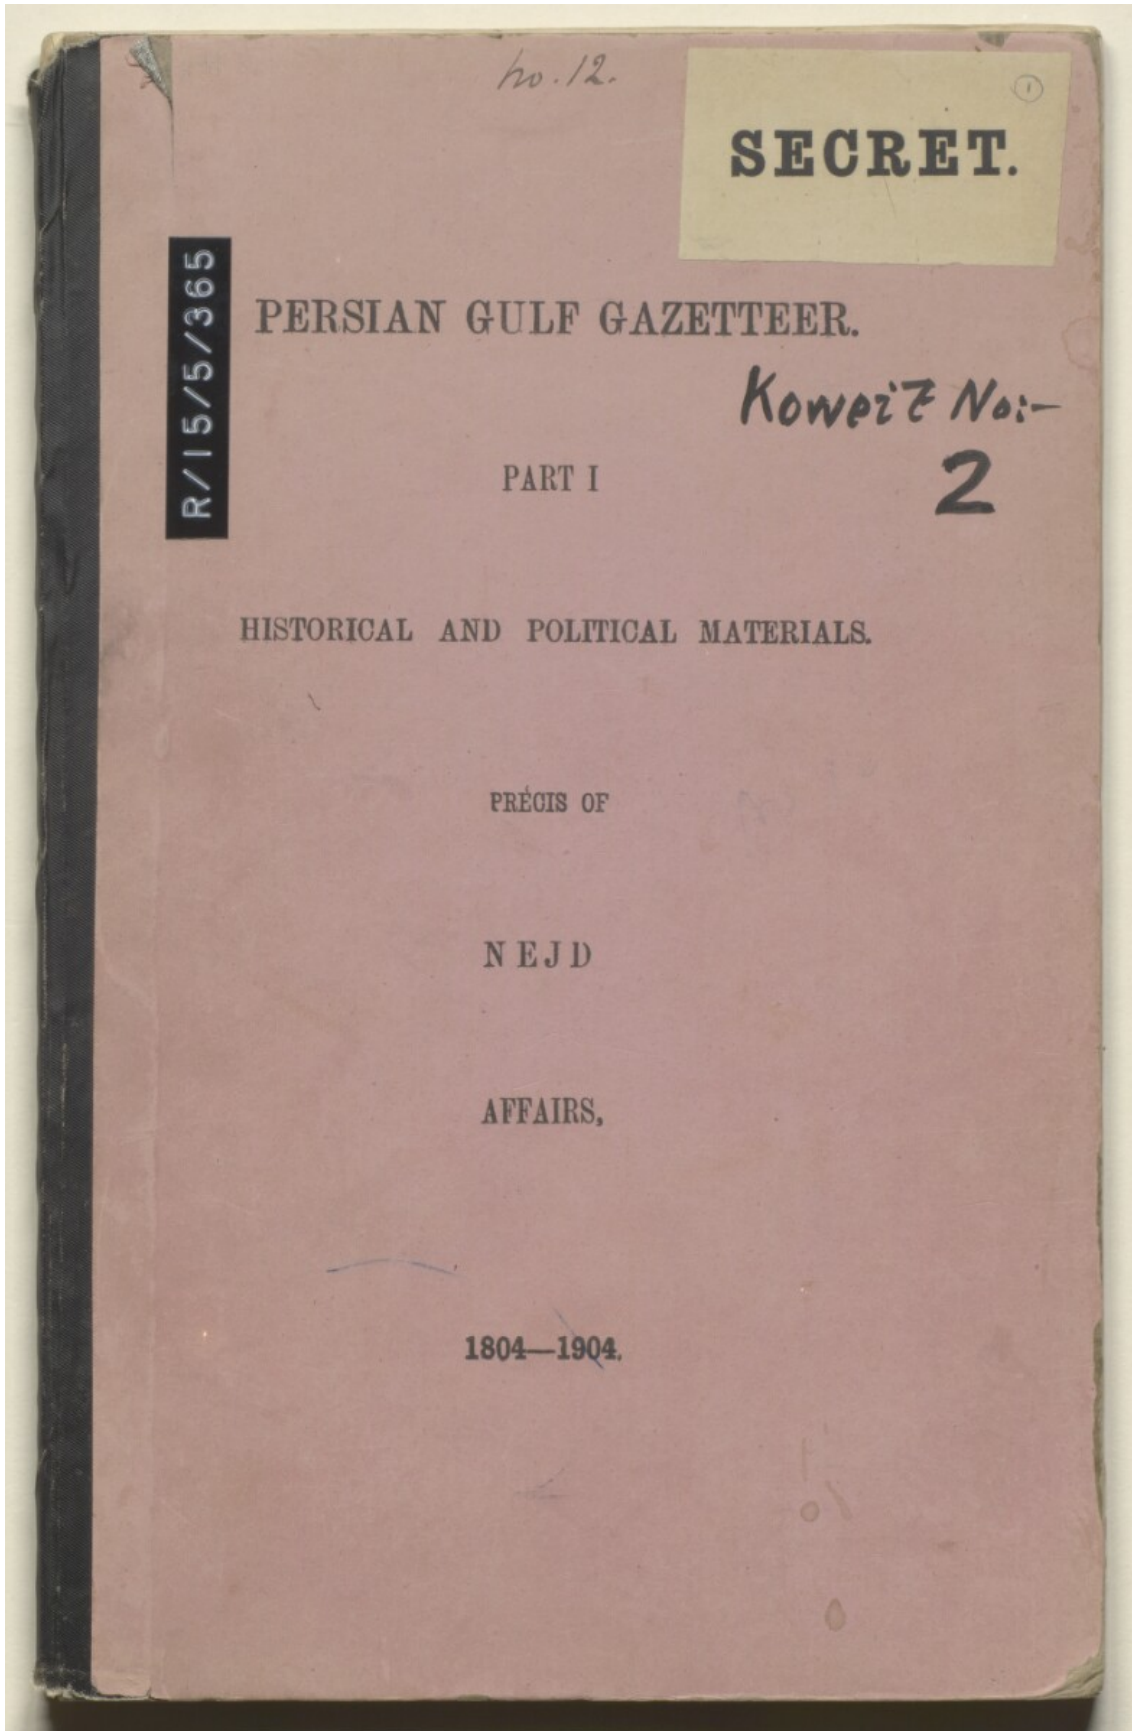 no. 12.
1
SECRET.
R/15/5/365
PERSIAN GULF GAZETTEER.
Koweit No:-
2
PART I
HISTORICAL AND POLITICAL MATERIALS.
PRÉCIS OF
NEJD
AFFAIRS,
1804—1904.